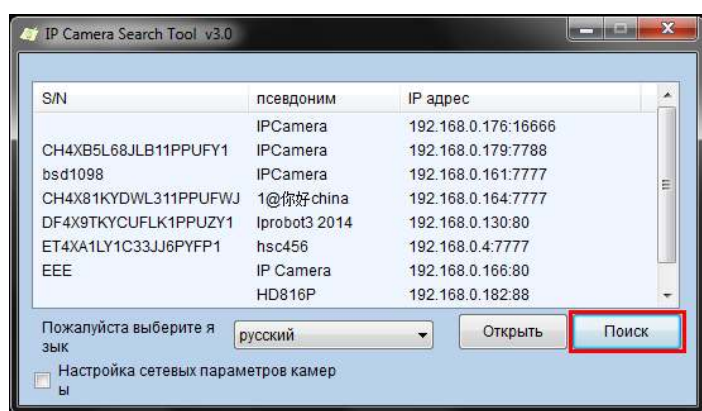 IP Camera Search Tool v3.0
S/N псевдоним IP адрес
IPCamera 192.168.0.176:16666
CH4XB5L68JLB11PPUFY1 IPCamera 192.168.0.179:7788
bsd1098 IPCamera 192.168.0.161:7777
CH4X81KYDWL311PPUFWJ 1@你好china 192.168.0.164:7777
DF4X9TKYCUFLK1PPUZY1 Iprobot3 2014 192.168.0.130:80
ET4XA1LY1C33JJ6PYFP1 hsc456 192.168.0.4:7777
EEE IP Camera 192.168.0.166:80
HD816P 192.168.0.182:88
Пожалуйста выберите я
зык
русский Открыть Поиск
Настройка сетевых параметров камер
ы